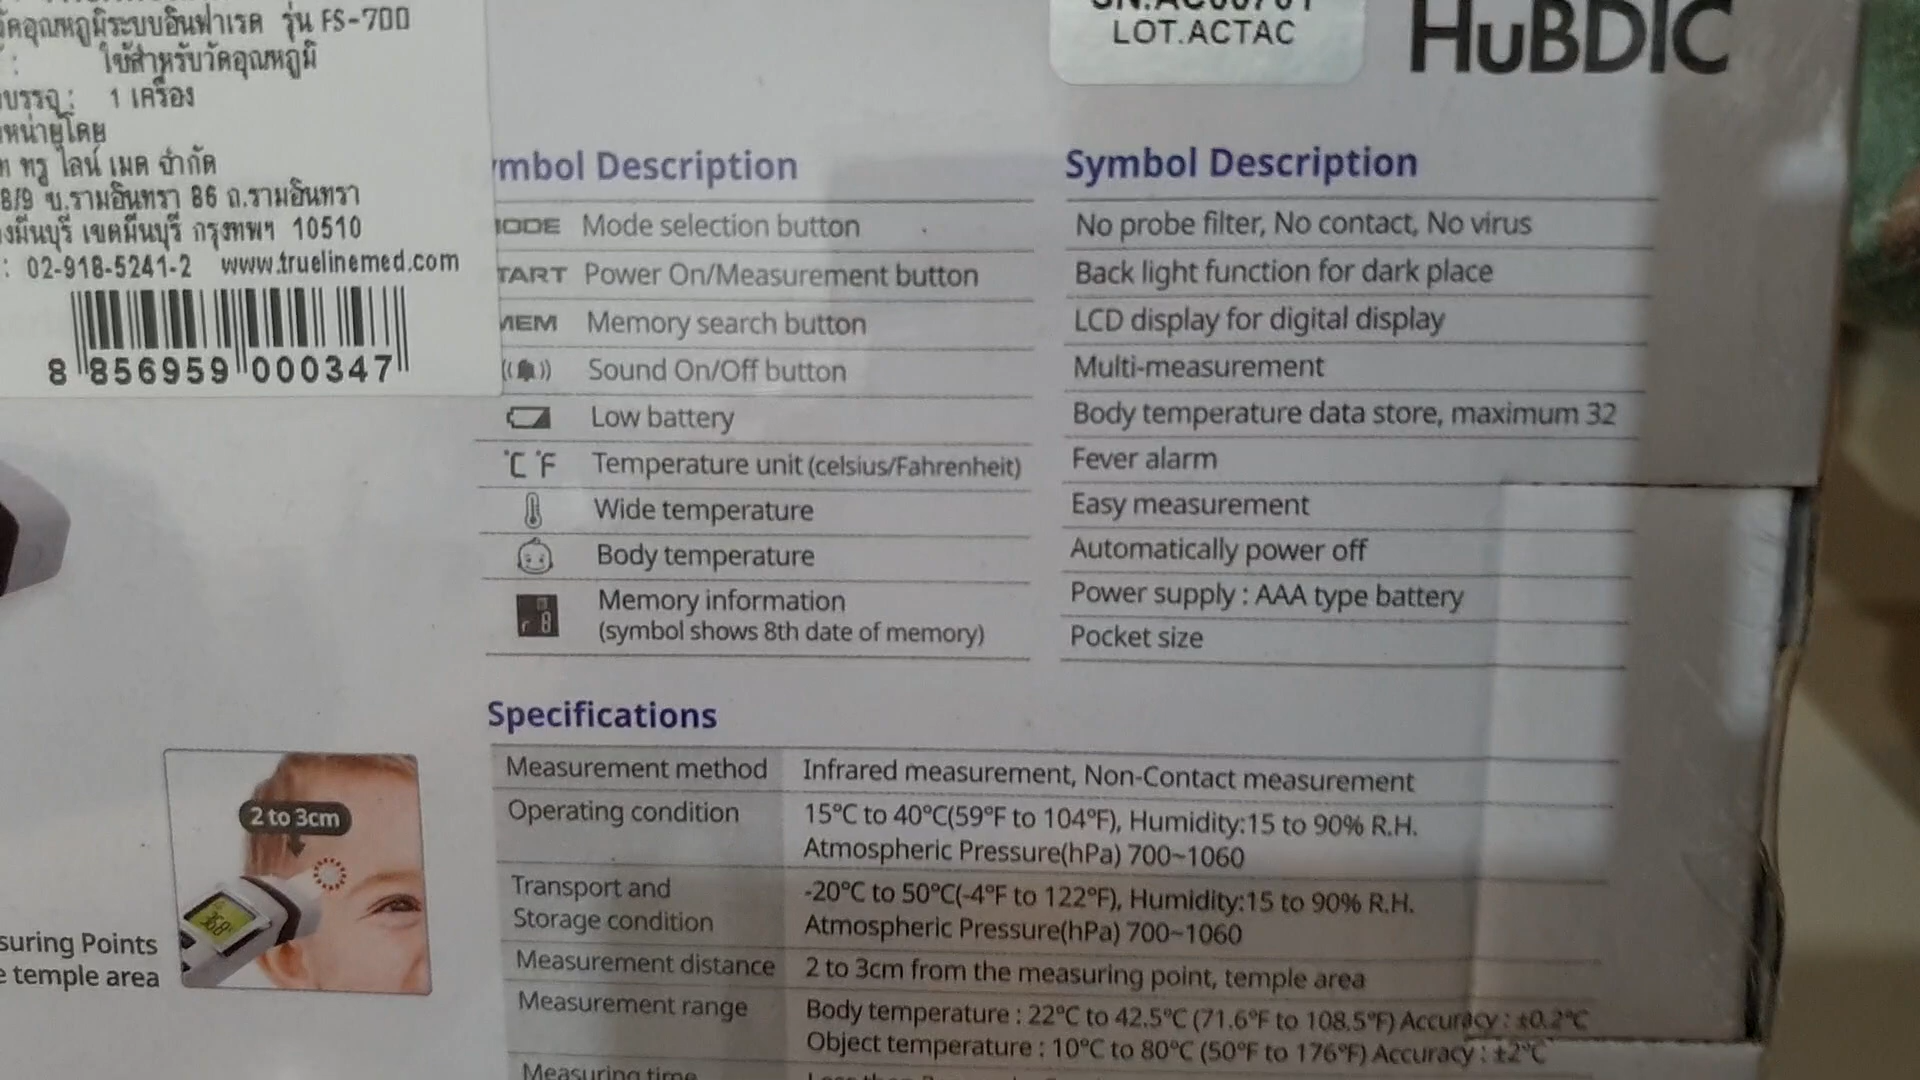 วัดอุณหภูมิระบบอินฟาเรด รุ่น FS-700
: ใช้สำหรับวัดอุณหภูมิ
บรรจุ : 1 เครื่อง
หน่ายโดย
ทรู ไลน์ เมด จำกัด
8/9 ซ.รามอินทรา 86 ถ.รามอินทรา
มีนบุรี เขตมีนบุรี กรุงเทพฯ 10510
: 02-918-5241-2 www.truelinemed.com
8 856959 000347
LOT.ACTAC
HuBDIC
mbol Description
ODE Mode selection button
TART Power On/Measurement button
MEM Memory search button
Sound On/Off button
Low battery
°C °F Temperature unit (celsius/Fahrenheit)
Wide temperature
Body temperature
Memory information
(symbol shows 8th date of memory)
Symbol Description
No probe filter, No contact, No virus
Back light function for dark place
LCD display for digital display
Multi-measurement
Body temperature data store, maximum 32
Fever alarm
Easy measurement
Automatically power off
Power supply : AAA type battery
Pocket size
2 to 3cm
suring Points
e temple area
Specifications
Measurement method Infrared measurement, Non-Contact measurement
Operating condition 15°C to 40°C(59°F to 104°F), Humidity:15 to 90% R.H.
Atmospheric Pressure(hPa) 700~1060
Transport and
Storage condition
-20°C to 50°C(-4°F to 122°F), Humidity:15 to 90% R.H.
Atmospheric Pressure(hPa) 700~1060
Measurement distance 2 to 3cm from the measuring point, temple area
Measurement range Body temperature : 22°C to 42.5°C (71.6°F to 108.5°F) Accuracy : ±0.2°C
Object temperature : 10°C to 80°C (50°F to 176°F) Accuracy : ±2°C
Measuring time